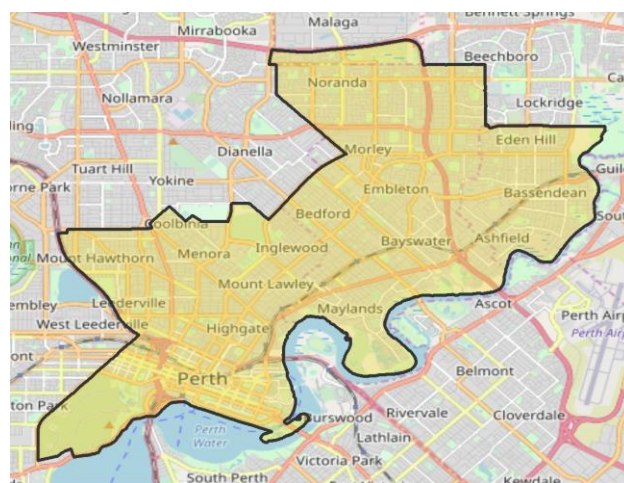 Malaga
Bennett Springs
Mirrabooka
Westminster
Beechboro
Noranda
Nollamara
Lockridge
Eden Hill
Dianella
Morley
Tuart Hill
Yokine
Embleton
Bassendean
Bedford
Coolbinia
Inglewood
Bayswater
Ashfield
Menora
Mount Hawthorn
Mount Lawley
Leederville
Maylands
Ascot
West Leederville
Highgate
Perth Air
Perth
Belmont
Burswood
Rivervale
Cloverdale
Perth
Water
Lathlain
Victoria Park
South Perth
Kewdale